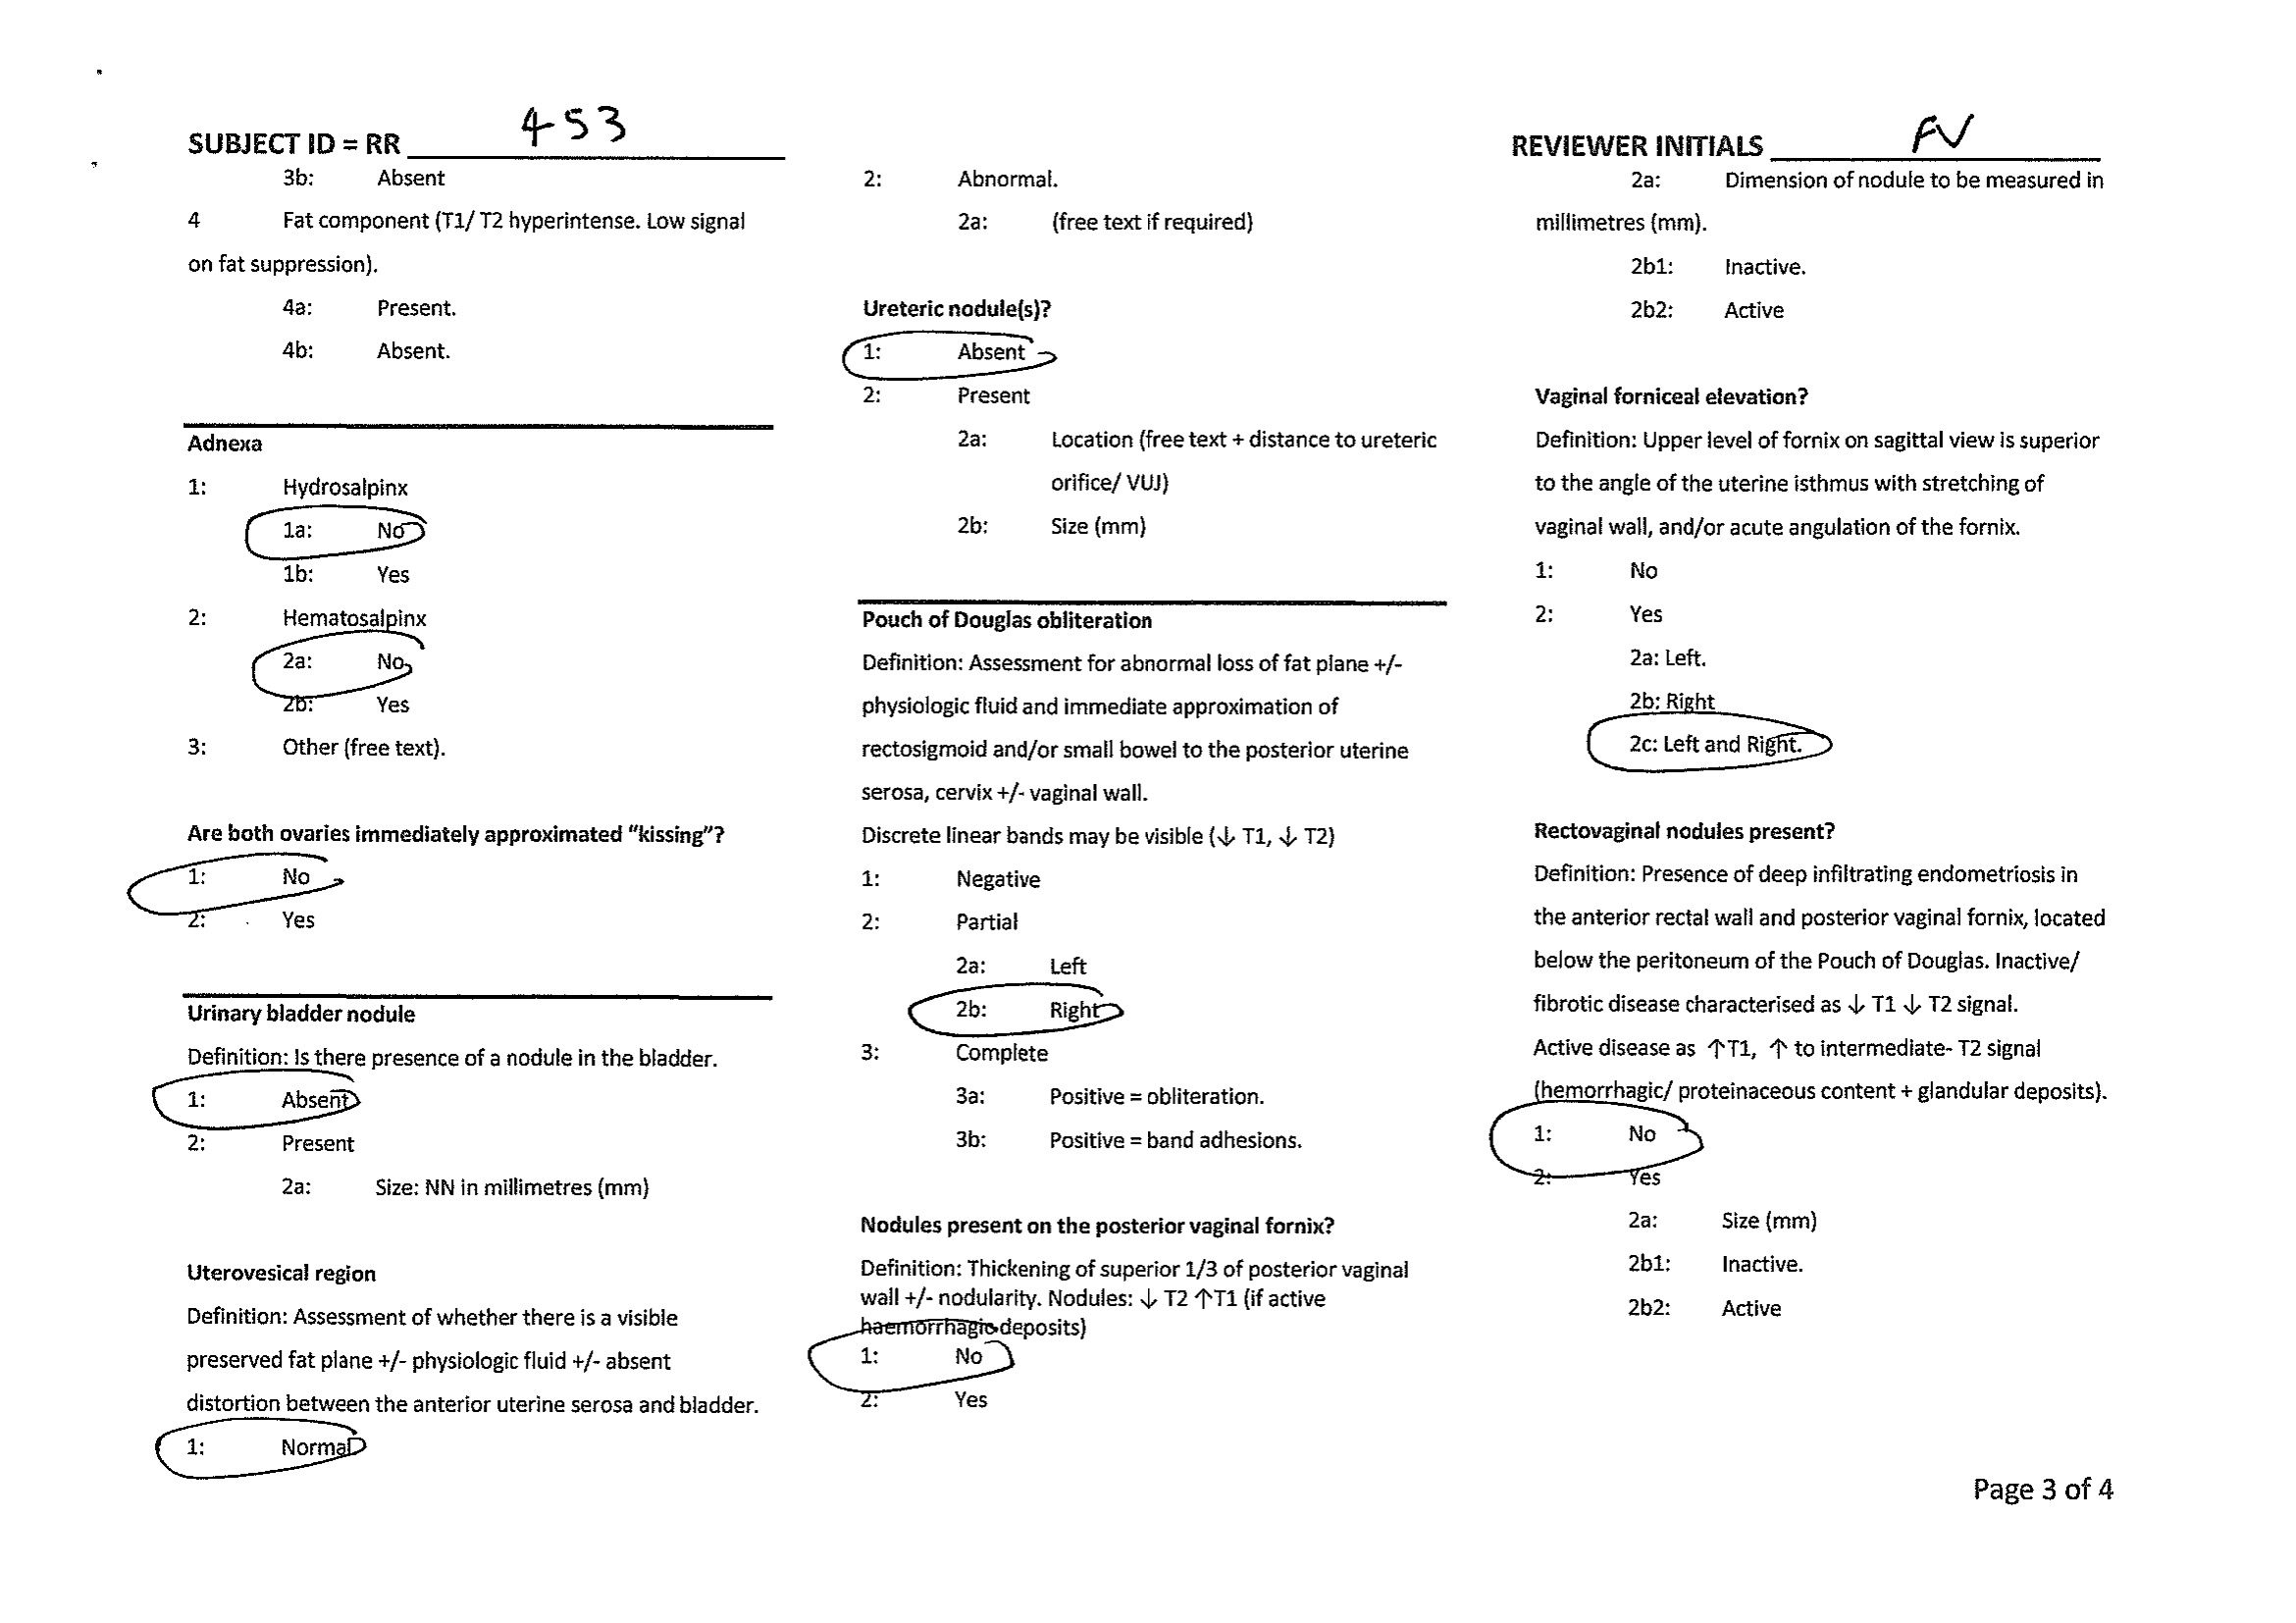 SUBJECT ID = RR 453
3b: Absent
4 Fat component (T1/ T2 hyperintense. Low signal
on fat suppression).
4a: Present.
4b: Absent.
Adnexa
1: Hydrosalpinx
1a: No
1b: Yes
2: Hematosalpinx
2a: No
2b: Yes
3: Other (free text).
Are both ovaries immediately approximated "kissing"?
1: No
2: Yes
Urinary bladder nodule
Definition: Is there presence of a nodule in the bladder.
1: Absent
2: Present
2a: Size: NN in millimetres (mm)
Uterovesical region
Definition: Assessment of whether there is a visible
preserved fat plane +/- physiologic fluid +/- absent
distortion between the anterior uterine serosa and bladder.
1: Normal
2: Abnormal.
2a: (free text if required)
Ureteric nodule(s)?
1: Absent
2: Present
2a: Location (free text + distance to ureteric
orifice/ VUJ)
2b: Size (mm)
Pouch of Douglas obliteration
Definition: Assessment for abnormal loss of fat plane +/-
physiologic fluid and immediate approximation of
rectosigmoid and/or small bowel to the posterior uterine
serosa, cervix +/- vaginal wall.
Discrete linear bands may be visible (↓ T1, ↓ T2)
1: Negative
2: Partial
2a: Left
2b: Right
3: Complete
3a: Positive = obliteration.
3b: Positive = band adhesions.
Nodules present on the posterior vaginal fornix?
Definition: Thickening of superior 1/3 of posterior vaginal
wall +/- nodularity. Nodules: ↓ T2 ↑T1 (if active
haemorrhagic deposits)
1: No
2: Yes
REVIEWER INITIALS FV
2a: Dimension of nodule to be measured in
millimetres (mm).
2b1: Inactive.
2b2: Active
Vaginal forniceal elevation?
Definition: Upper level of fornix on sagittal view is superior
to the angle of the uterine isthmus with stretching of
vaginal wall, and/or acute angulation of the fornix.
1: No
2: Yes
2a: Left.
2b: Right
2c: Left and Right.
Rectovaginal nodules present?
Definition: Presence of deep infiltrating endometriosis in
the anterior rectal wall and posterior vaginal fornix, located
below the peritoneum of the Pouch of Douglas. Inactive/
fibrotic disease characterised as ↓ T1 ↓ T2 signal.
Active disease as ↑T1, ↑ to intermediate- T2 signal
(hemorrhagic/ proteinaceous content + glandular deposits).
1: No
2: Yes
2a: Size (mm)
2b1: Inactive.
2b2: Active
Page 3 of 4